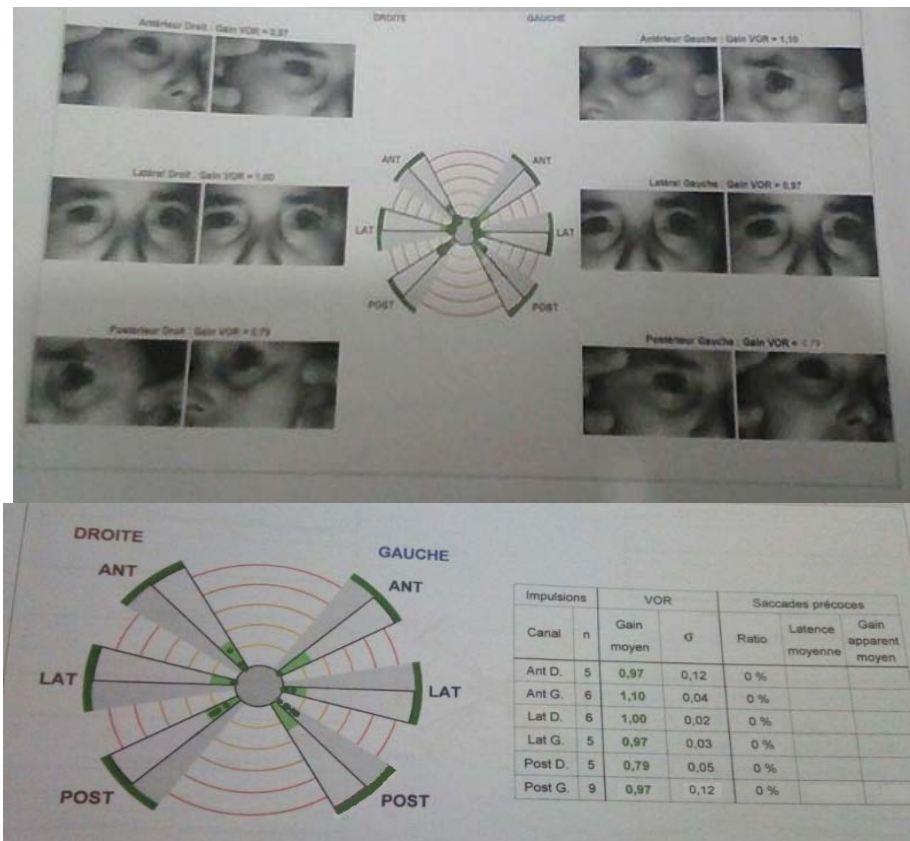 DROITE
GAUCHE
Antérieur Droit : Gain VOR = 0,97
Antérieur Gauche : Gain VOR = 1,10
Latéral Droit : Gain VOR = 1,00
Latéral Gauche : Gain VOR = 0,97
Postérieur Droit : Gain VOR = 0,79
Postérieur Gauche : Gain VOR =
ANT
ANT
LAT
LAT
POST
POST
DROITE
GAUCHE
ANT
ANT
LAT
LAT
POST
POST
Impulsions VOR Saccades précoces
Canal n Gain moyen σ Ratio Latence moyenne Gain apparent moyen
Ant D. 5 0,97 0,12 0 %
Ant G. 6 1,10 0,04 0 %
Lat D. 6 1,00 0,02 0 %
Lat G. 5 0,97 0,03 0 %
Post D. 5 0,79 0,05 0 %
Post G. 9 0,97 0,12 0 %